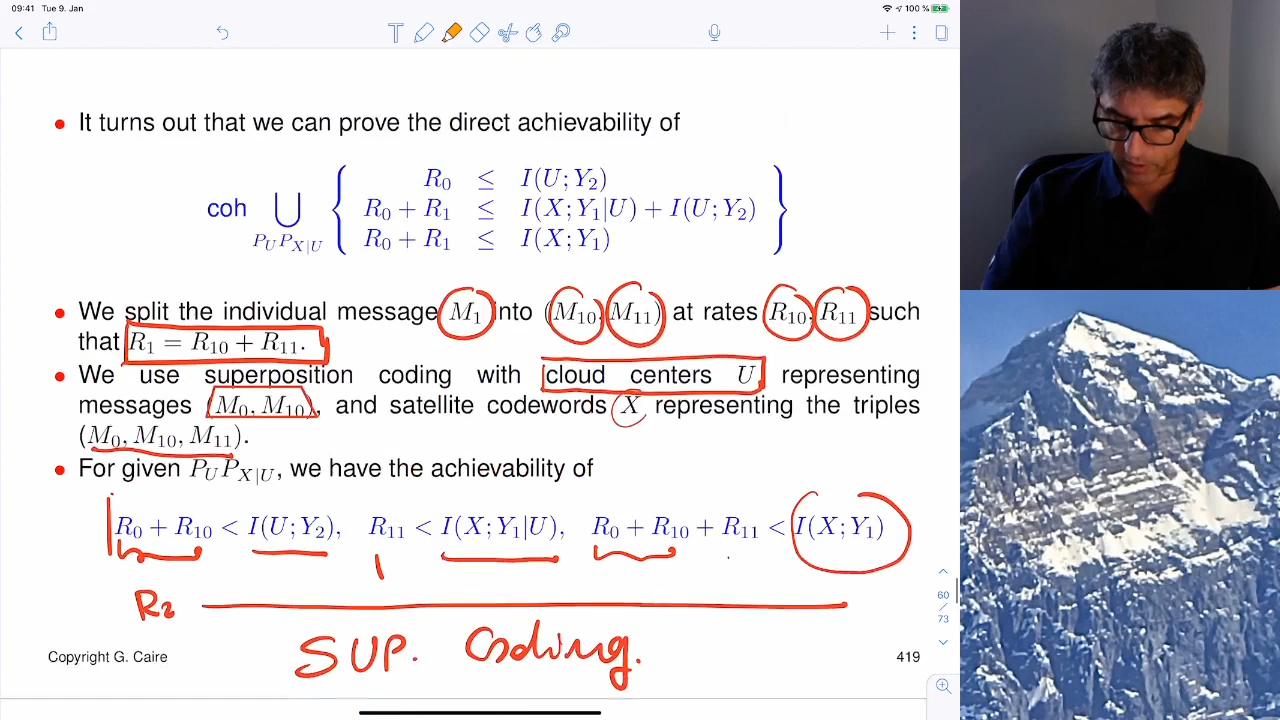 09:41 Tue 9. Jan
100 %
• It turns out that we can prove the direct achievability of
R₀ ≤ I(U; Y₂)
coh ⋃ R₀ + R₁ ≤ I(X; Y₁|U) + I(U; Y₂)
P_U P_{X|U} R₀ + R₁ ≤ I(X; Y₁)
• We split the individual message M₁ into (M₁₀, M₁₁) at rates R₁₀, R₁₁ such
that R₁ = R₁₀ + R₁₁.
• We use superposition coding with cloud centers U representing
messages (M₀, M₁₀), and satellite codewords X representing the triples
(M₀, M₁₀, M₁₁).
• For given P_U P_{X|U}, we have the achievability of
R₀ + R₁₀ < I(U; Y₂), R₁₁ < I(X; Y₁|U), R₀ + R₁₀ + R₁₁ < I(X; Y₁)
R₂
SUP. Coding.
60
/
73
Copyright G. Caire 419